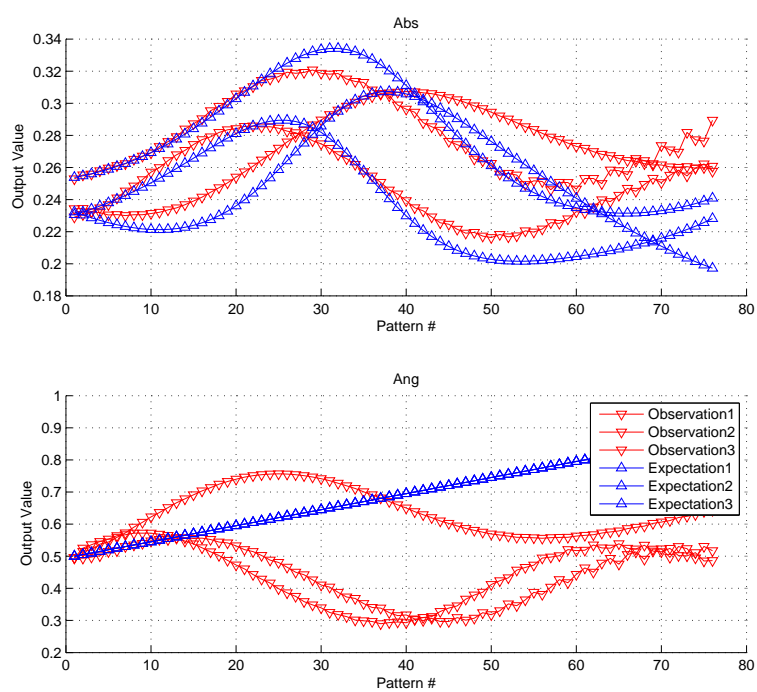 Abs
0.34
0.32
0.3
0.28
0.26
0.24
0.22
0.2
0.18
Output Value
0 10 20 30 40 50 60 70 80
Pattern #
Ang
1
0.9
0.8
0.7
0.6
0.5
0.4
0.3
0.2
Output Value
Observation1
Observation2
Observation3
Expectation1
Expectation2
Expectation3
0 10 20 30 40 50 60 70 80
Pattern #